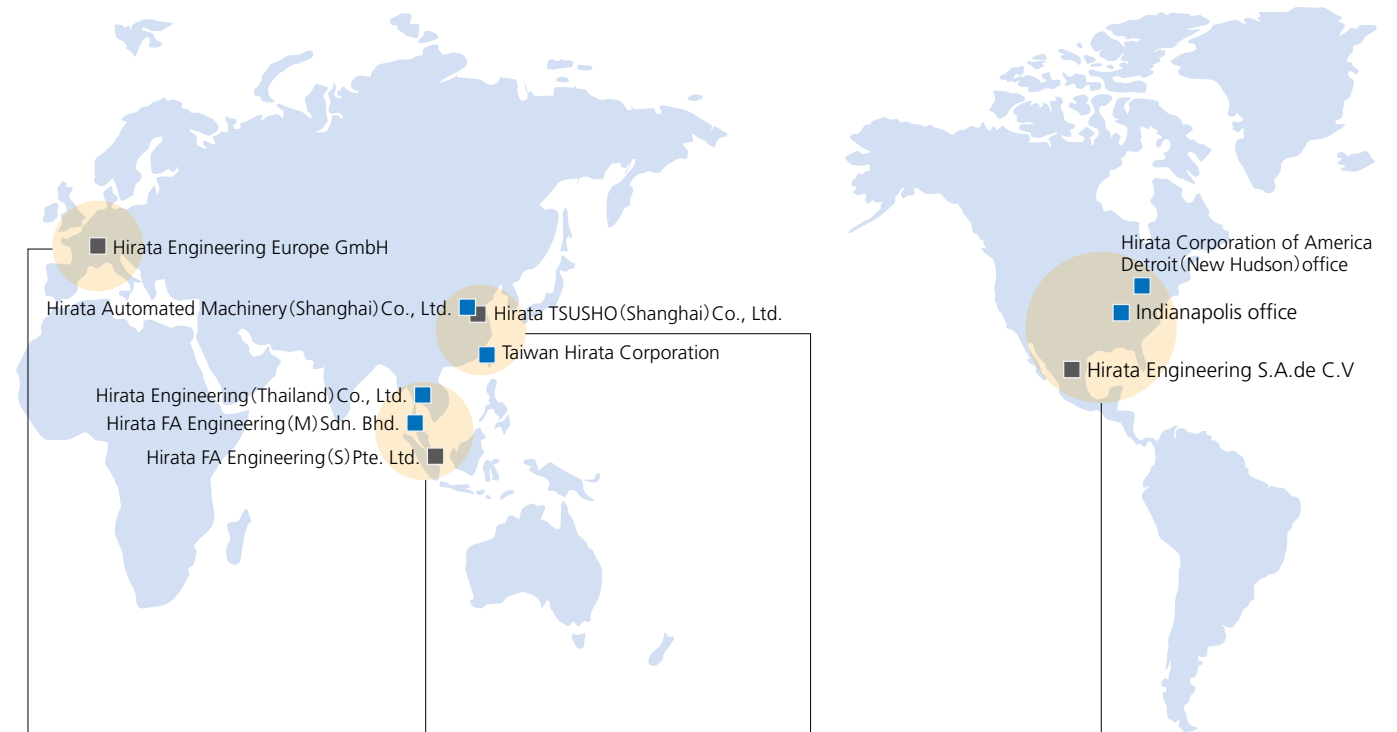 Hirata Engineering Europe GmbH
Hirata Automated Machinery(Shanghai)Co., Ltd.
Hirata TSUSHO(Shanghai)Co., Ltd.
Taiwan Hirata Corporation
Hirata Engineering(Thailand)Co., Ltd.
Hirata FA Engineering(M)Sdn. Bhd.
Hirata FA Engineering(S)Pte. Ltd.
Hirata Corporation of America
Detroit(New Hudson)office
Indianapolis office
Hirata Engineering S.A.de C.V